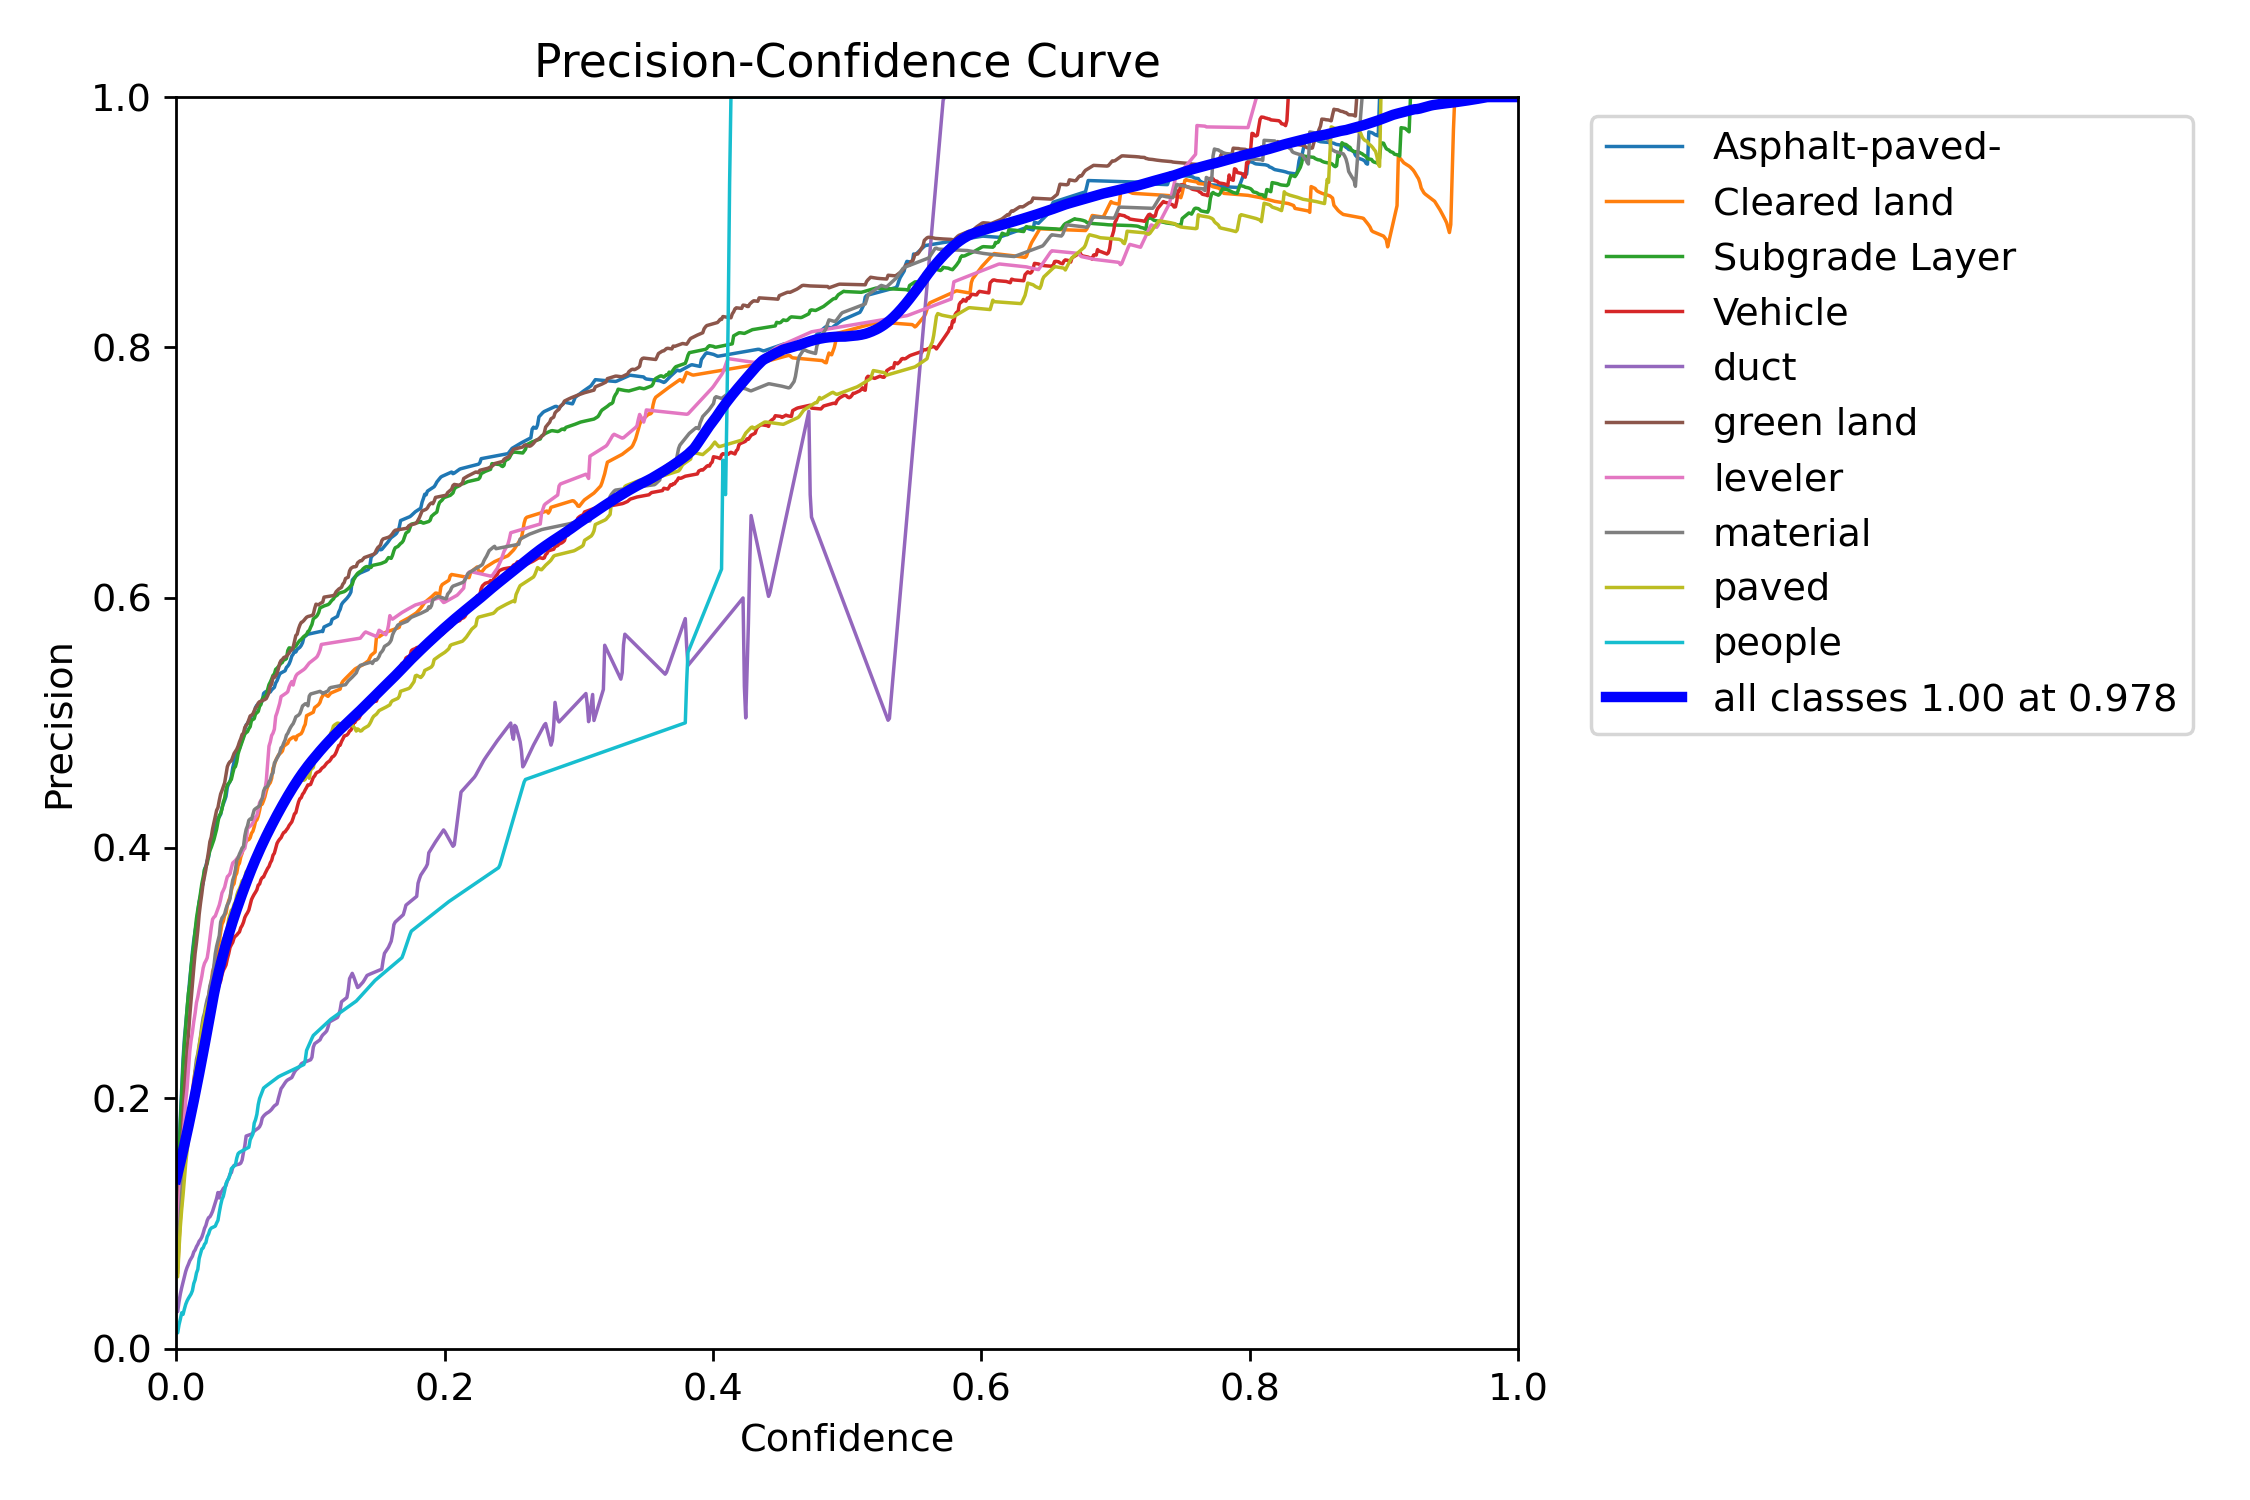 Precision-Confidence Curve
1.0
0.8
0.6
0.4
0.2
0.0
Precision
0.0 0.2 0.4 0.6 0.8 1.0
Confidence
Asphalt-paved-
Cleared land
Subgrade Layer
Vehicle
duct
green land
leveler
material
paved
people
all classes 1.00 at 0.978